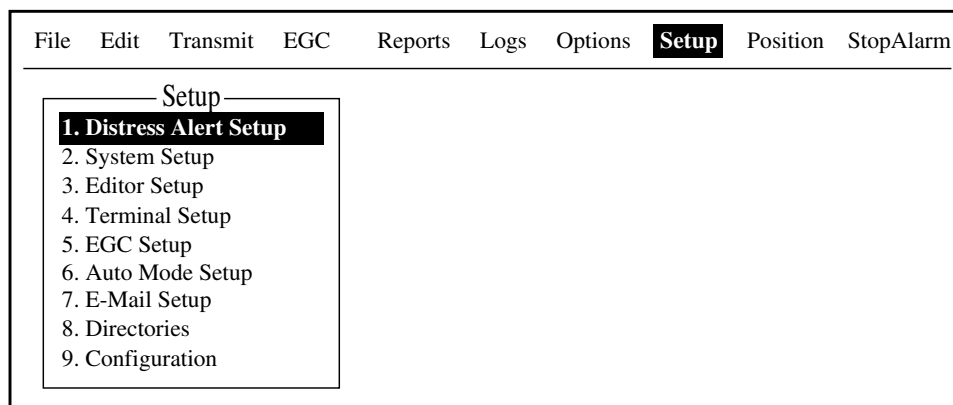 File Edit Transmit EGC Reports Logs Options Setup Position StopAlarm
Setup
1. Distress Alert Setup
2. System Setup
3. Editor Setup
4. Terminal Setup
5. EGC Setup
6. Auto Mode Setup
7. E-Mail Setup
8. Directories
9. Configuration